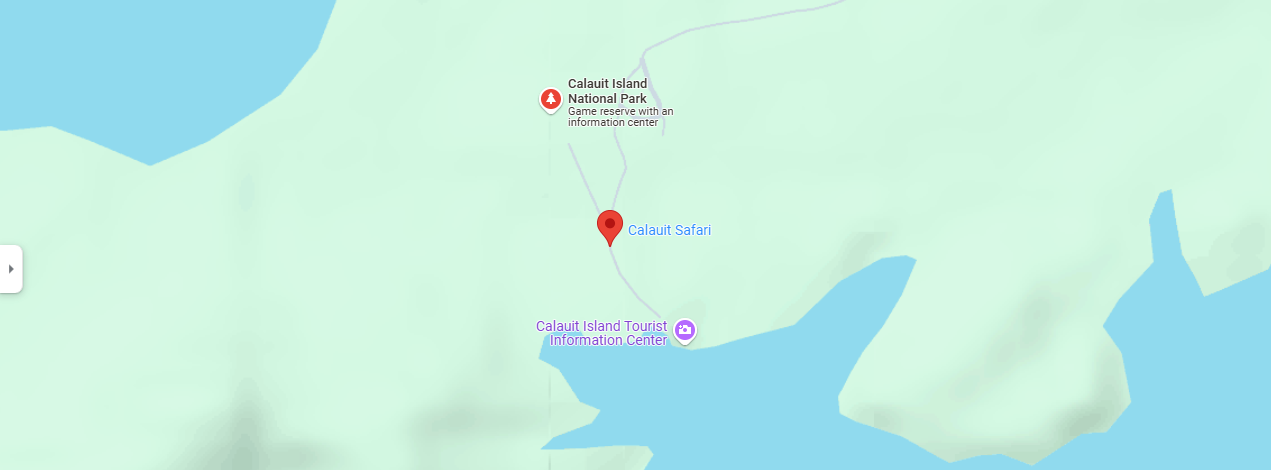 Calauit Island
National Park
Game reserve with an
information center
Calauit Safari
Calauit Island Tourist
Information Center